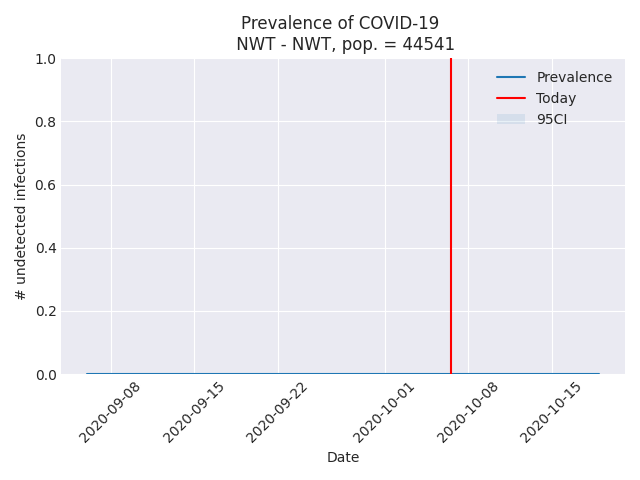 Prevalence of COVID-19
NWT - NWT, pop. = 44541
Prevalence
Today
95CI
# undetected infections
1.0
0.8
0.6
0.4
0.2
0.0
2020-09-08
2020-09-15
2020-09-22
2020-10-01
2020-10-08
2020-10-15
Date